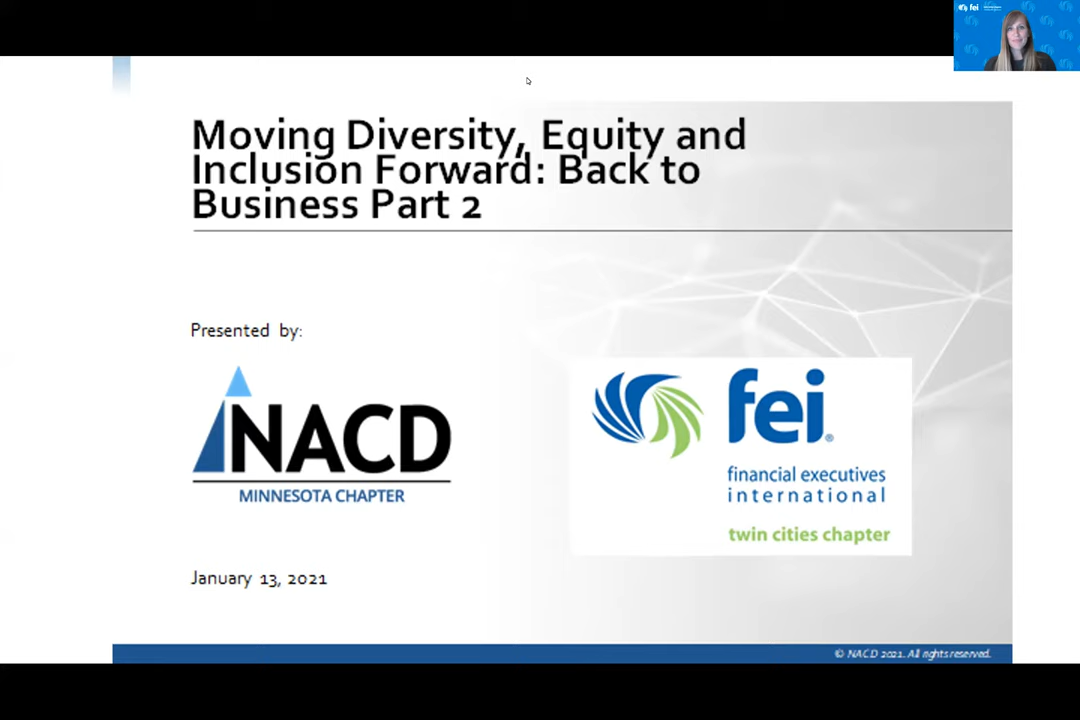 fei
Moving Diversity, Equity and
Inclusion Forward: Back to
Business Part 2
Presented by:
NACD
MINNESOTA CHAPTER
fei®
financial executives
international
twin cities chapter
January 13, 2021
© NACD 2021. All rights reserved.